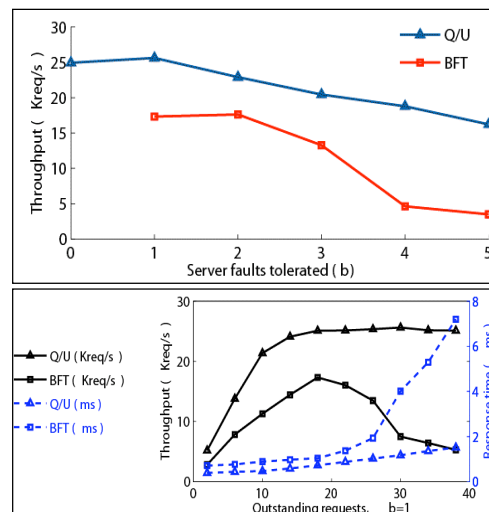 30
25
20
15
10
5
0
Throughput ( Kreq/s )
Q/U
BFT
0 1 2 3 4 5
Server faults tolerated ( b )
Q/U ( Kreq/s )
BFT ( Kreq/s )
Q/U ( ms )
BFT ( ms )
30
20
10
0
Throughput ( Kreq/s )
8
6
4
2
0
Response time ( ms )
0 10 20 30 40
Outstanding requests, b=1